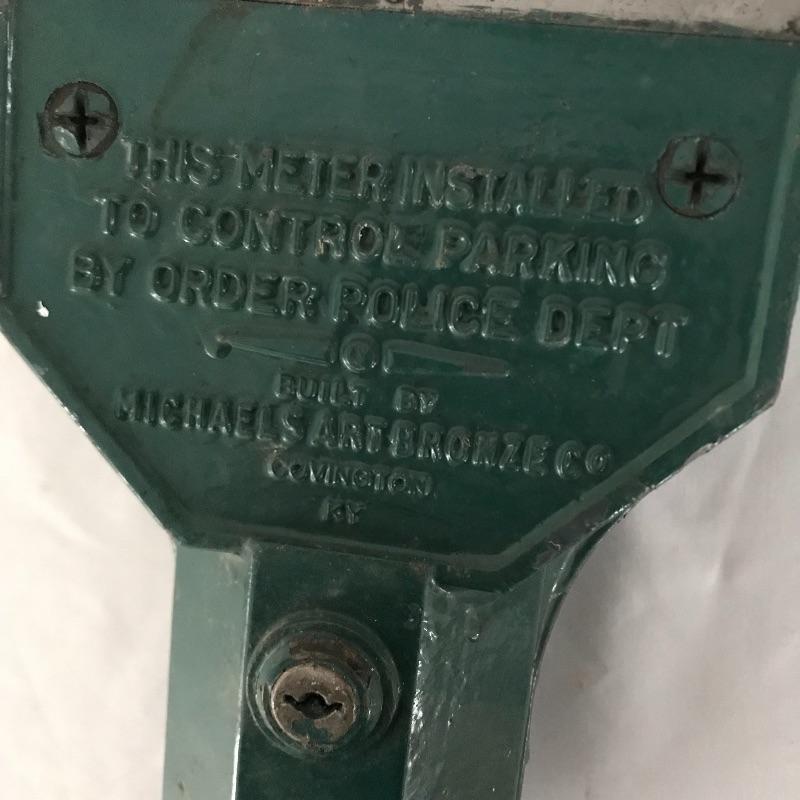 THIS METER INSTALLED
TO CONTROL PARKING
BY ORDER POLICE DEPT
BUILT BY
MICHAELS ART BRONZE CO
COVINGTON
KY